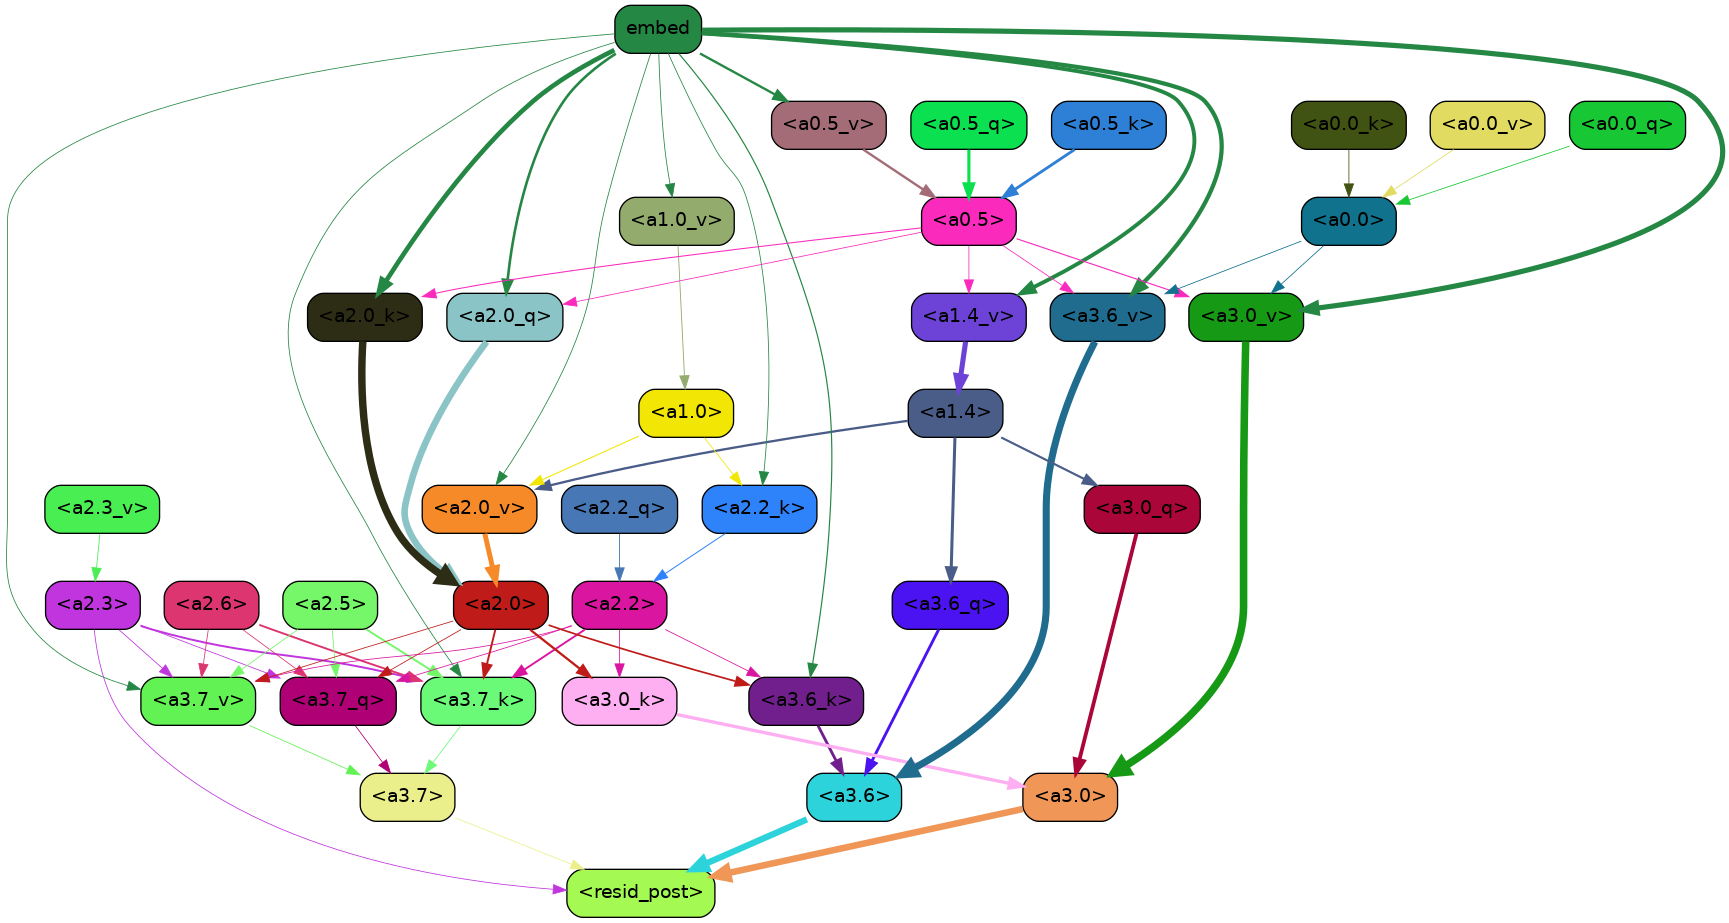 embed
<a0.5_v>
<a0.5_q>
<a0.5_k>
<a0.0_k>
<a0.0_v>
<a0.0_q>
<a1.0_v>
<a0.5>
<a0.0>
<a2.0_k>
<a2.0_q>
<a1.4_v>
<a3.6_v>
<a3.0_v>
<a1.0>
<a1.4>
<a2.3_v>
<a2.0_v>
<a2.2_q>
<a2.2_k>
<a3.0_q>
<a2.3>
<a2.6>
<a2.5>
<a2.0>
<a2.2>
<a3.6_q>
<a3.7_v>
<a3.7_q>
<a3.7_k>
<a3.0_k>
<a3.6_k>
<a3.7>
<a3.6>
<a3.0>
<resid_post>